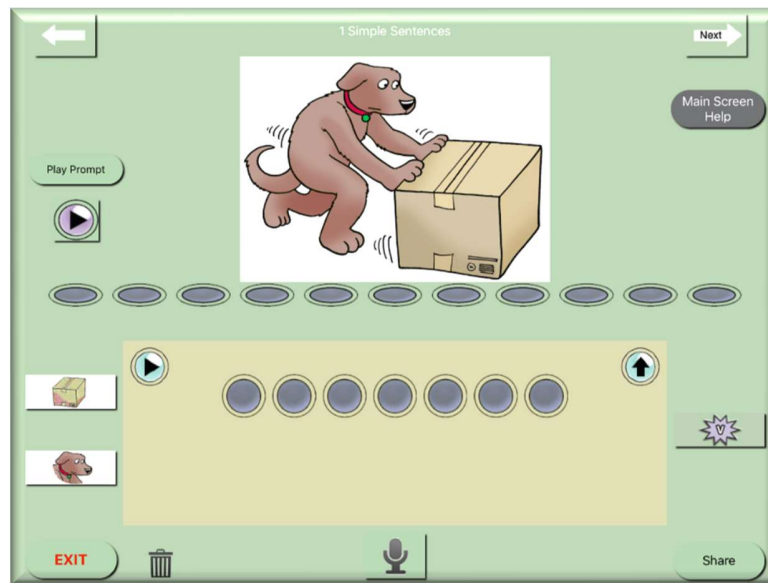 1 Simple Sentences
Next
Main Screen
Help
Play Prompt
V
EXIT
Share